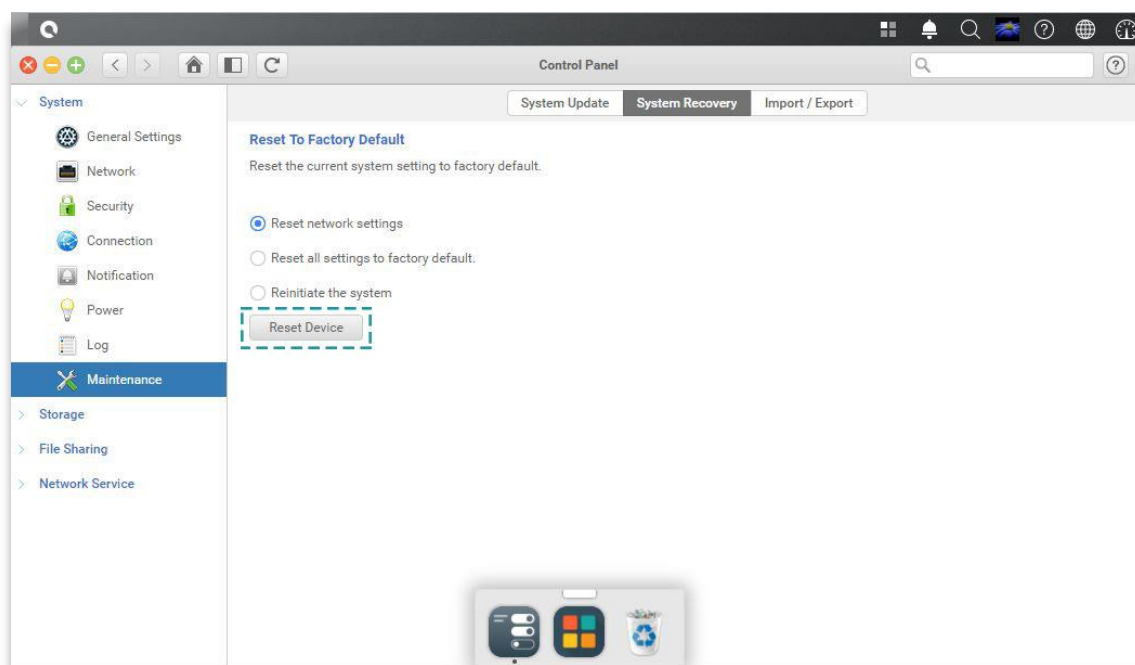 Control Panel
System
General Settings
Network
Security
Connection
Notification
Power
Log
Maintenance
Storage
File Sharing
Network Service
System Update System Recovery Import / Export
Reset To Factory Default
Reset the current system setting to factory default.
Reset network settings
Reset all settings to factory default.
Reinitiate the system
Reset Device